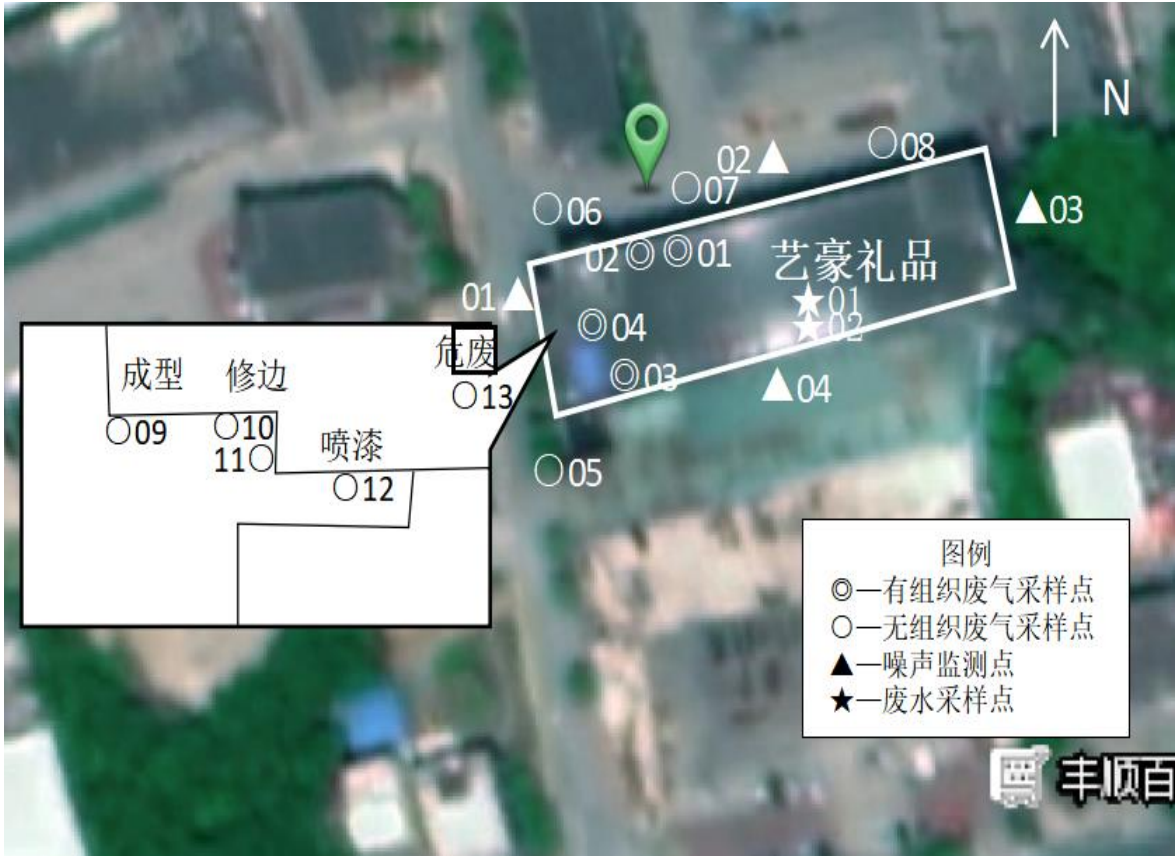 N
08
02▲
○07
○06
▲03
02◎ ◎01
艺豪礼品
01▲
★01
◎04
★02
◎03
▲04
○05
危废
成型 修边
○13
○09
○10
喷漆
11○
○12
图例
◎—有组织废气采样点
○—无组织废气采样点
▲—噪声监测点
★—废水采样点
丰顺百